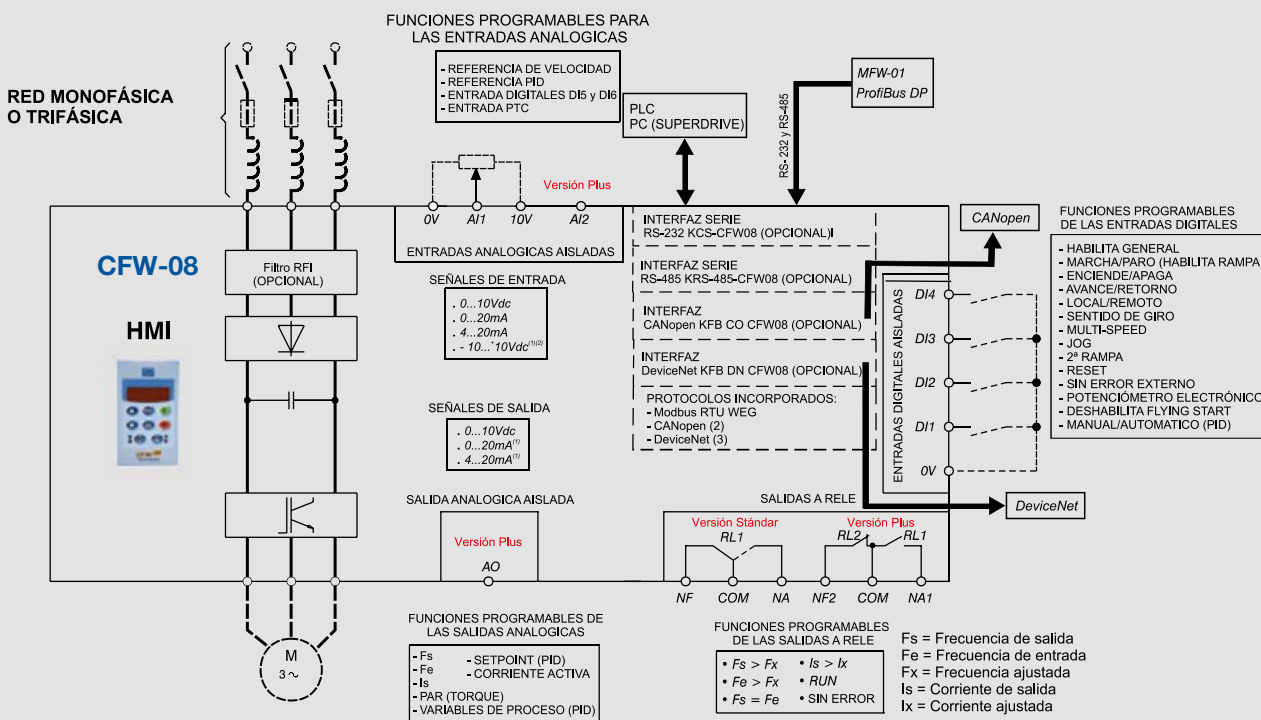 FUNCIONES PROGRAMABLES PARA
LAS ENTRADAS ANALOGICAS
- REFERENCIA DE VELOCIDAD
- REFERENCIA PID
- ENTRADA DIGITALES DI5 y DI6
- ENTRADA PTC
RED MONOFÁSICA
O TRIFÁSICA
PLC
PC (SUPERDRIVE)
RS- 232 y RS-485
MFW-01
ProfiBus DP
Versión Plus
0V
AI1
10V
AI2
ENTRADAS ANALOGICAS AISLADAS
CFW-08
HMI
Filtro RFI
(OPCIONAL)
SEÑALES DE ENTRADA
. 0...10Vdc
. 0...20mA
. 4...20mA
. - 10...+10Vdc(1)(2)
SEÑALES DE SALIDA
. 0...10Vdc
. 0...20mA(1)
. 4...20mA(1)
INTERFAZ SERIE
RS-232 KCS-CFW08 (OPCIONAL)I
INTERFAZ SERIE
RS-485 KRS-485-CFW08 (OPCIONAL)
INTERFAZ
CANopen KFB CO CFW08 (OPCIONAL)
INTERFAZ
DeviceNet KFB DN CFW08 (OPCIONAL)
PROTOCOLOS INCORPORADOS:
- Modbus RTU WEG
- CANopen (2)
- DeviceNet (3)
CANopen
ENTRADAS DIGITALES AISLADAS
DI4
DI3
DI2
DI1
0V
FUNCIONES PROGRAMABLES
DE LAS ENTRADAS DIGITALES
- HABILITA GENERAL
- MARCHA/PARO (HABILITA RAMPA
- ENCIENDE/APAGA
- AVANCE/RETORNO
- LOCAL/REMOTO
- SENTIDO DE GIRO
- MULTI-SPEED
- JOG
- 2ª RAMPA
- RESET
- SIN ERROR EXTERNO
- POTENCIÓMETRO ELECTRÓNICO
- DESHABILITA FLYING START
- MANUAL/AUTOMATICO (PID)
DeviceNet
SALIDA ANALOGICA AISLADA
Versión Plus
AO
SALIDAS A RELE
Versión Stándar
RL1
Versión Plus
RL2
RL1
NF
COM
NA
NF2
COM
NA1
M
3 ~
FUNCIONES PROGRAMABLES DE
LAS SALIDAS ANALOGICAS
- Fs
- Fe
- Is
- PAR (TORQUE)
- VARIABLES DE PROCESO (PID)
- SETPOINT (PID)
- CORRIENTE ACTIVA
FUNCIONES PROGRAMABLES
DE LAS SALIDAS A RELE
• Fs > Fx
• Fe > Fx
• Fs = Fe
• Is > Ix
• RUN
• SIN ERROR
Fs = Frecuencia de salida
Fe = Frecuencia de entrada
Fx = Frecuencia ajustada
Is = Corriente de salida
Ix = Corriente ajustada